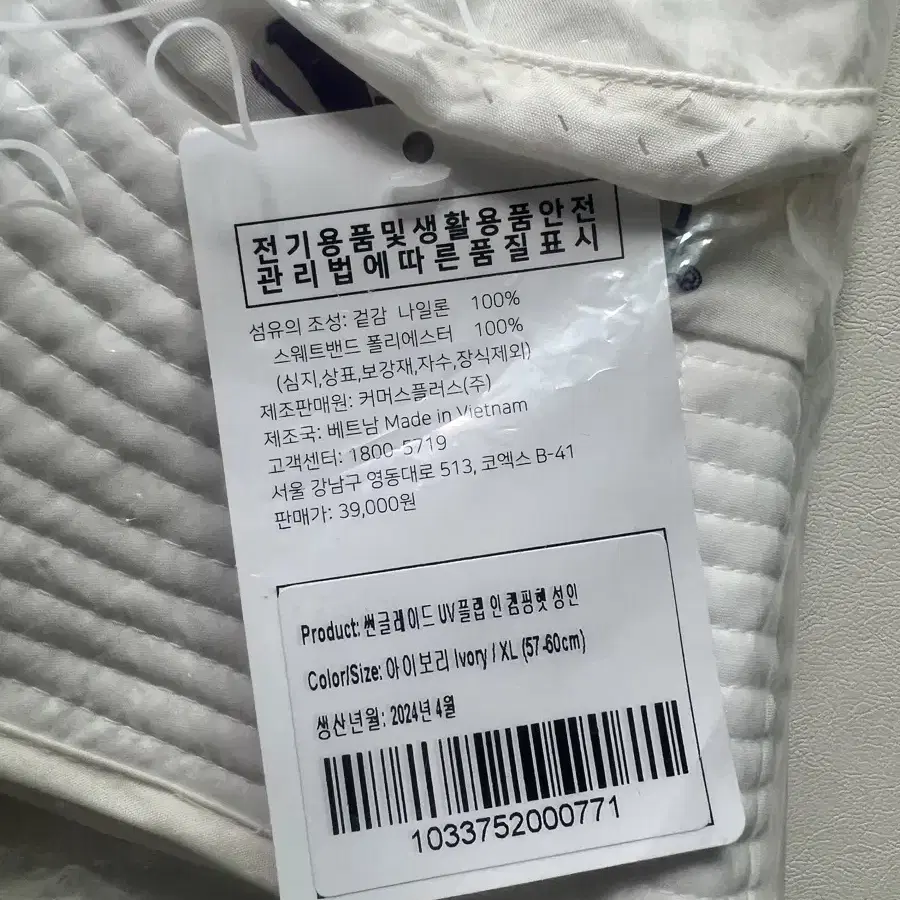 전기용품및생활용품안전
관리법에따른품질표시
섬유의 조성: 겉감 나일론 100%
스웨트밴드 폴리에스터 100%
(심지,상표,보강재,자수,장식제외)
제조판매원: 커머스플러스(주)
제조국: 베트남 Made in Vietnam
고객센터: 1800-5719
서울 강남구 영동대로 513, 코엑스 B-41
판매가: 39,000원
Product: 썬글레이드 UV플랩 인 캠핑햇 성인
Color/Size: 아이보리 Ivory / XL (57-60cm)
생산년월: 2024년 4월
1033752000771